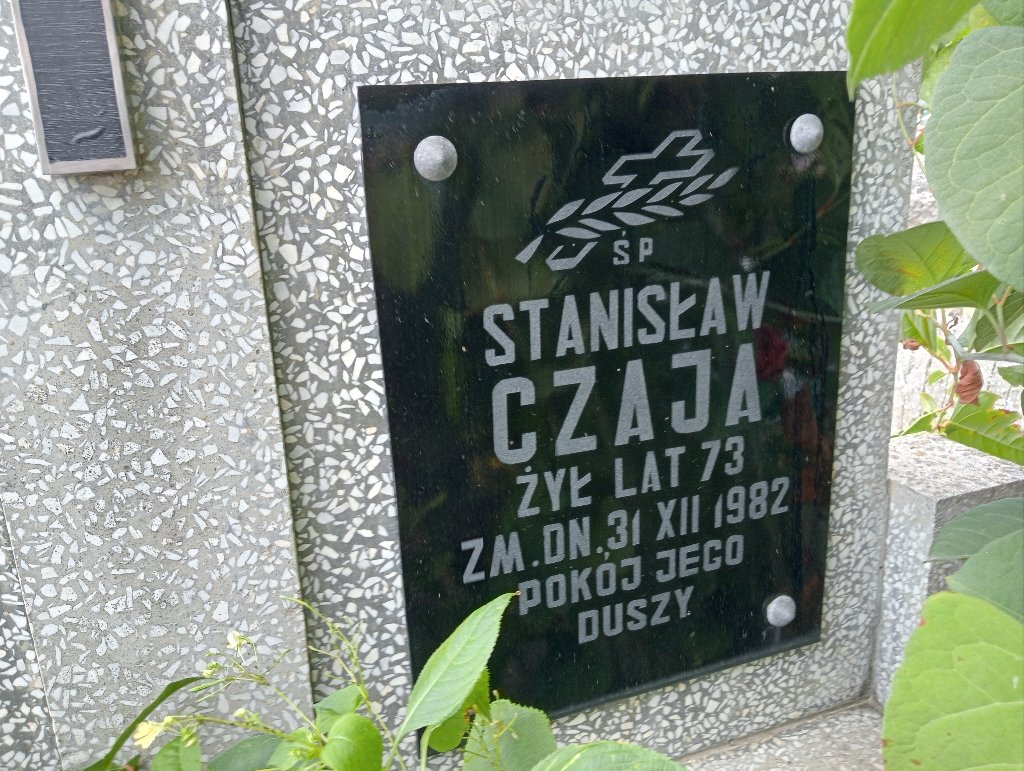 ŚP
STANISŁAW
CZAJA
ŻYŁ LAT 73
ZM. DN. 31 XII 1982
POKÓJ JEGO
DUSZY